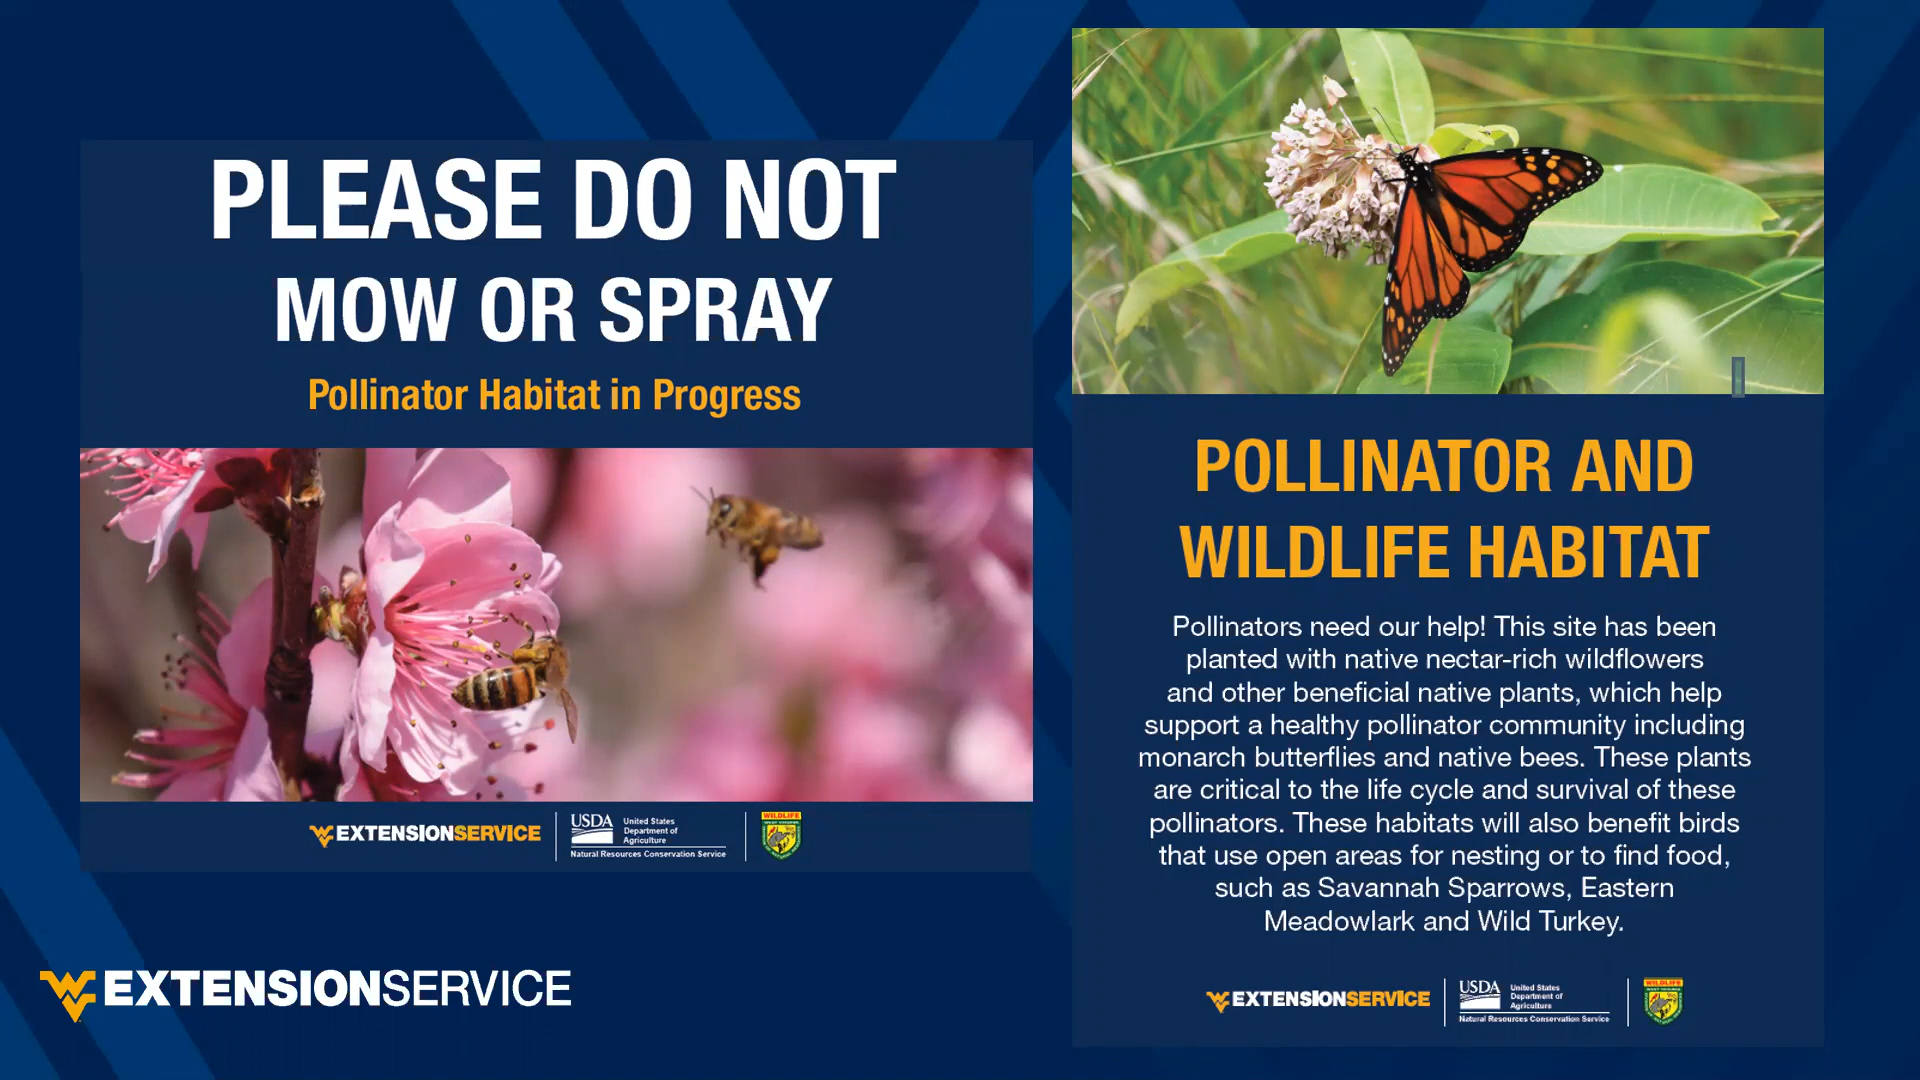 PLEASE DO NOT
MOW OR SPRAY
Pollinator Habitat in Progress
EXTENSIONSERVICE
USDA
United States
Department of
Agriculture
Natural Resources Conservation Service
WILDLIFE
POLLINATOR AND
WILDLIFE HABITAT
Pollinators need our help! This site has been
planted with native nectar-rich wildflowers
and other beneficial native plants, which help
support a healthy pollinator community including
monarch butterflies and native bees. These plants
are critical to the life cycle and survival of these
pollinators. These habitats will also benefit birds
that use open areas for nesting or to find food,
such as Savannah Sparrows, Eastern
Meadowlark and Wild Turkey.
EXTENSIONSERVICE
USDA
United States
Department of
Agriculture
Natural Resources Conservation Service
WILDLIFE
WV EXTENSIONSERVICE